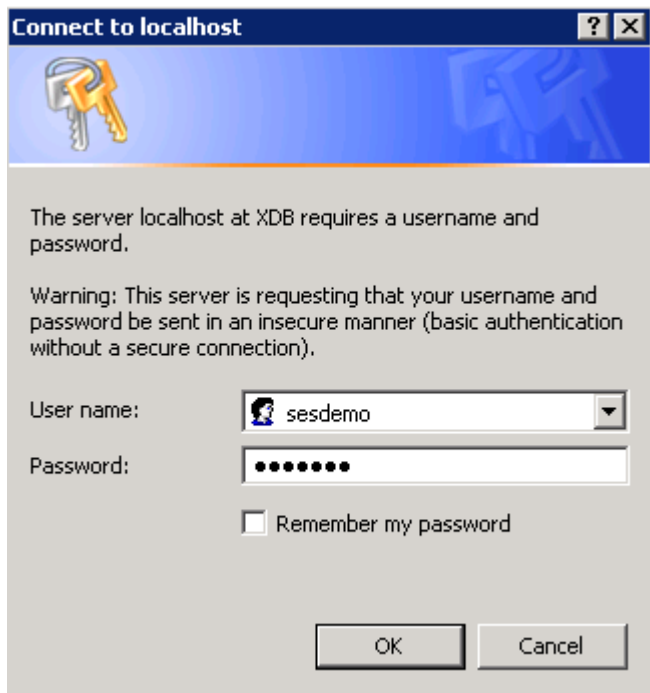 Connect to localhost
The server localhost at XDB requires a username and
password.
Warning: This server is requesting that your username and
password be sent in an insecure manner (basic authentication
without a secure connection).
User name:
sesdemo
Password:
●●●●●●●
Remember my password
OK
Cancel